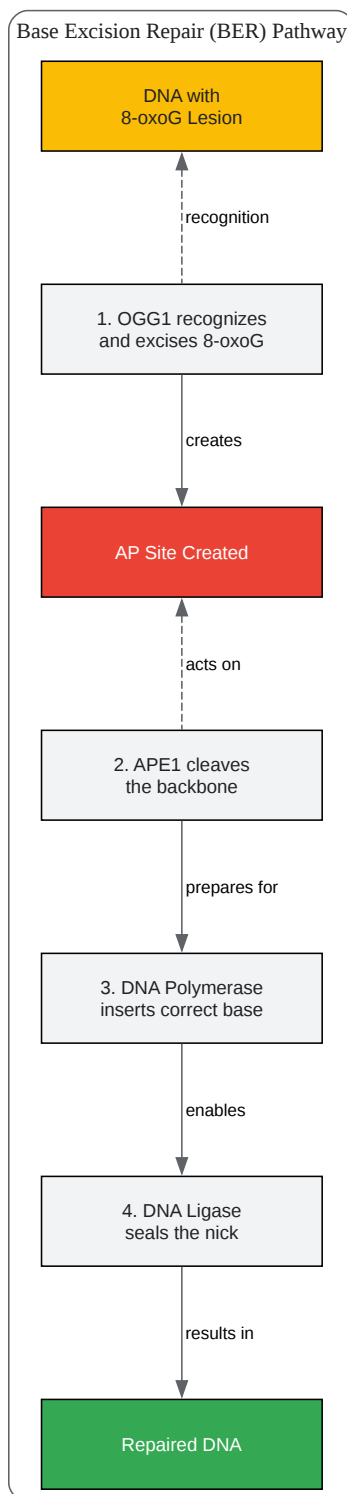 Base Excision Repair (BER) Pathway
DNA with
8-oxoG Lesion
recognition
1. OGG1 recognizes
and excises 8-oxoG
creates
AP Site Created
acts on
2. APE1 cleaves
the backbone
prepares for
3. DNA Polymerase
inserts correct base
enables
4. DNA Ligase
seals the nick
results in
Repaired DNA